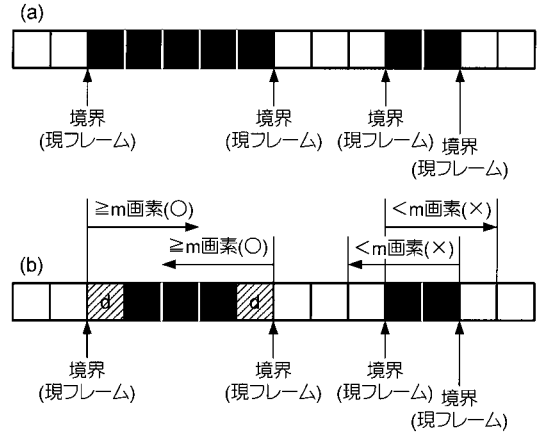 (a)
境界
(現フレーム)
境界
(現フレーム)
境界
(現フレーム)
境界
(現フレーム)
≧m画素(○)
<m画素(×)
≧m画素(○)
<m画素(×)
(b)
d
d
境界
(現フレーム)
境界
(現フレーム)
境界
(現フレーム)
境界
(現フレーム)